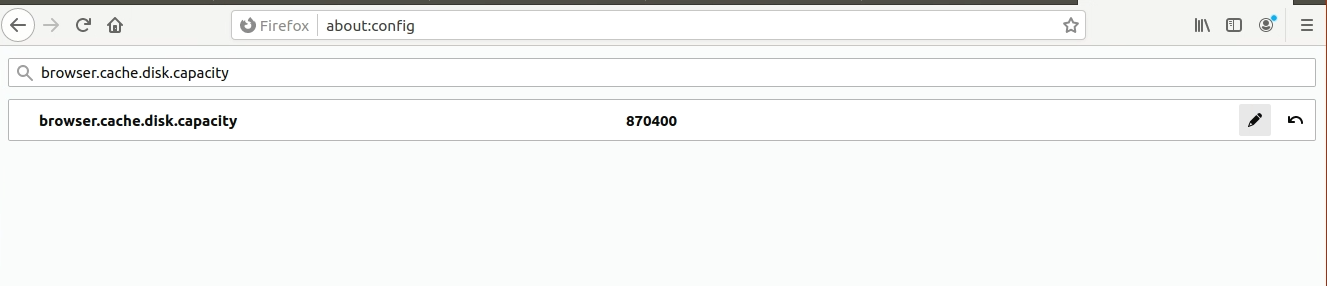 Firefox about:config
browser.cache.disk.capacity
browser.cache.disk.capacity 870400